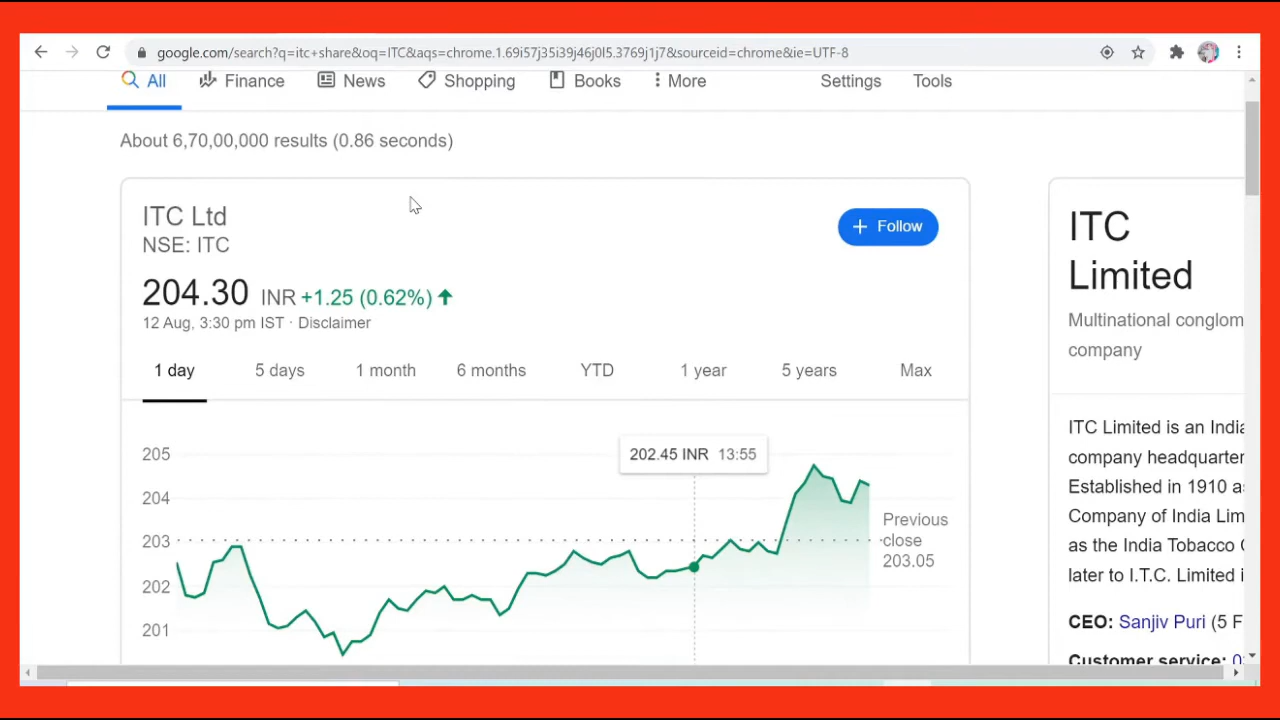 google.com/search?q=itc+share&oq=ITC&aqs=chrome.1.69i57j35i39j46j0l5.3769j1j7&sourceid=chrome&ie=UTF-8
All Finance News Shopping Books More Settings Tools
About 6,70,00,000 results (0.86 seconds)
ITC Ltd
NSE: ITC
Follow
204.30 INR +1.25 (0.62%)
12 Aug, 3:30 pm IST · Disclaimer
1 day 5 days 1 month 6 months YTD 1 year 5 years Max
202.45 INR 13:55
205
204
203
202
201
Previous
close
203.05
ITC
Limited
Multinational conglom
company
ITC Limited is an India
company headquarter
Established in 1910 as
Company of India Lim
as the India Tobacco
later to I.T.C. Limited i
CEO: Sanjiv Puri (5 F
Customer service: